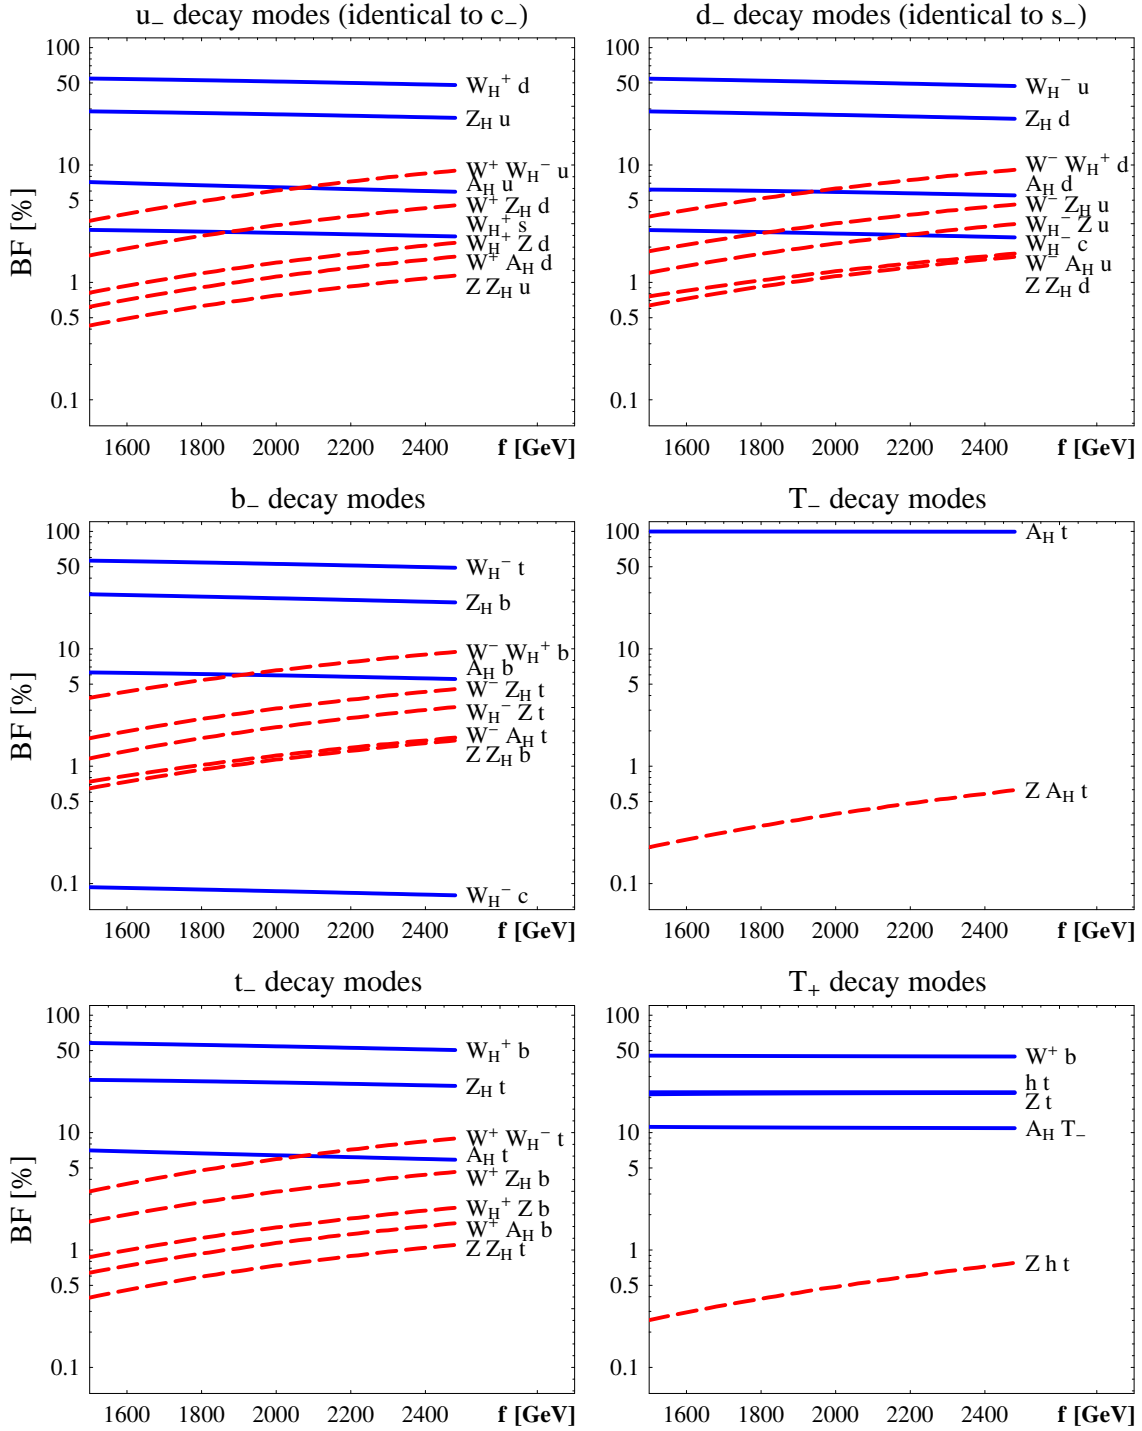 u₋ decay modes (identical to c₋)
100
50
10
5
1
0.5
0.1
BF [%]
W_H⁺ d
Z_H u
W⁺ W_H⁻ u
A_H u
W⁺ Z_H d
W_H⁺ s
W_H⁺ Z d
W⁺ A_H d
Z Z_H u
1600 1800 2000 2200 2400 f [GeV]
d₋ decay modes (identical to s₋)
100
50
10
5
1
0.5
0.1
W_H⁻ u
Z_H d
W⁻ W_H⁺ d
A_H d
W⁻ Z_H u
W_H⁻ Z u
W_H⁻ c
W⁻ A_H u
Z Z_H d
1600 1800 2000 2200 2400 f [GeV]
b₋ decay modes
100
50
10
5
1
0.5
0.1
BF [%]
W_H⁻ t
Z_H b
W⁻ W_H⁺ b
A_H b
W⁻ Z_H t
W_H⁻ Z t
W⁻ A_H t
Z Z_H b
W_H⁻ c
1600 1800 2000 2200 2400 f [GeV]
T₋ decay modes
100
50
10
5
1
0.5
0.1
A_H t
Z A_H t
1600 1800 2000 2200 2400 f [GeV]
t₋ decay modes
100
50
10
5
1
0.5
0.1
BF [%]
W_H⁺ b
Z_H t
W⁺ W_H⁻ t
A_H t
W⁺ Z_H b
W_H⁺ Z b
W⁺ A_H b
Z Z_H t
1600 1800 2000 2200 2400 f [GeV]
T₊ decay modes
100
50
10
5
1
0.5
0.1
W⁺ b
h t
Z t
A_H T₋
Z h t
1600 1800 2000 2200 2400 f [GeV]